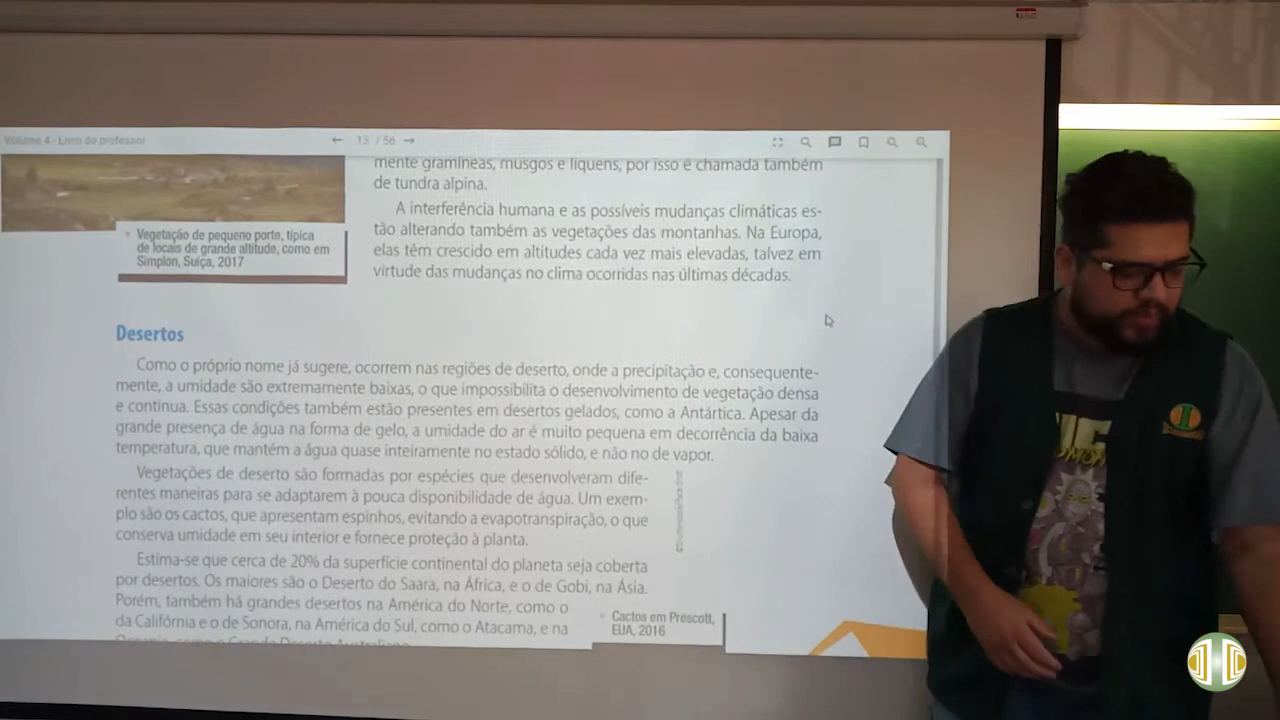 Volume 4 - Livro do professor
15 / 56
mente gramíneas, musgos e liquens, por isso é chamada também
de tundra alpina.
A interferência humana e as possíveis mudanças climáticas es-
tão alterando também as vegetações das montanhas. Na Europa,
elas têm crescido em altitudes cada vez mais elevadas, talvez em
virtude das mudanças no clima ocorridas nas últimas décadas.
Vegetação de pequeno porte, típica
de locais de grande altitude, como em
Simplon, Suíça, 2017
Desertos
Como o próprio nome já sugere, ocorrem nas regiões de deserto, onde a precipitação e, consequente-
mente, a umidade são extremamente baixas, o que impossibilita o desenvolvimento de vegetação densa
e contínua. Essas condições também estão presentes em desertos gelados, como a Antártica. Apesar da
grande presença de água na forma de gelo, a umidade do ar é muito pequena em decorrência da baixa
temperatura, que mantém a água quase inteiramente no estado sólido, e não no de vapor.
Vegetações de deserto são formadas por espécies que desenvolveram dife-
rentes maneiras para se adaptarem à pouca disponibilidade de água. Um exem-
plo são os cactos, que apresentam espinhos, evitando a evapotranspiração, o que
conserva umidade em seu interior e fornece proteção à planta.
Estima-se que cerca de 20% da superfície continental do planeta seja coberta
por desertos. Os maiores são o Deserto do Saara, na África, e o de Gobi, na Ásia.
Porém, também há grandes desertos na América do Norte, como o
da Califórnia e o de Sonora, na América do Sul, como o Atacama, e na
Oceania, como o Grande Deserto Australiano.
Cactos em Prescott,
EUA, 2016